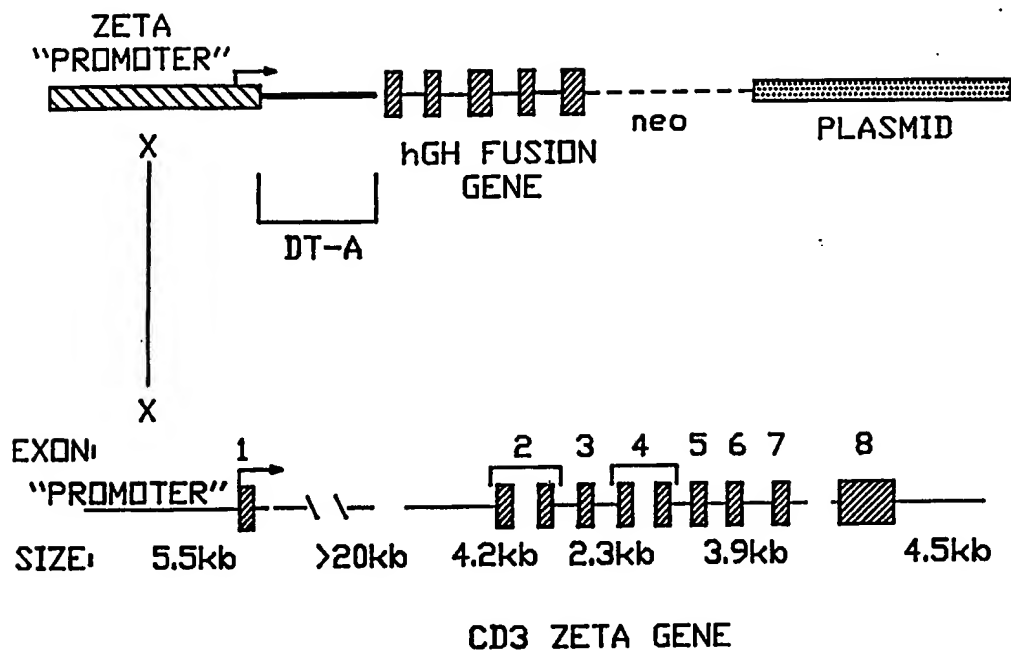 ZETA
"PROMOTER"
hGH FUSION
GENE
neo
PLASMID
X
DT-A
X
EXON: 1 2 3 4 5 6 7 8
"PROMOTER"
SIZE: 5.5kb >20kb 4.2kb 2.3kb 3.9kb 4.5kb
CD3 ZETA GENE